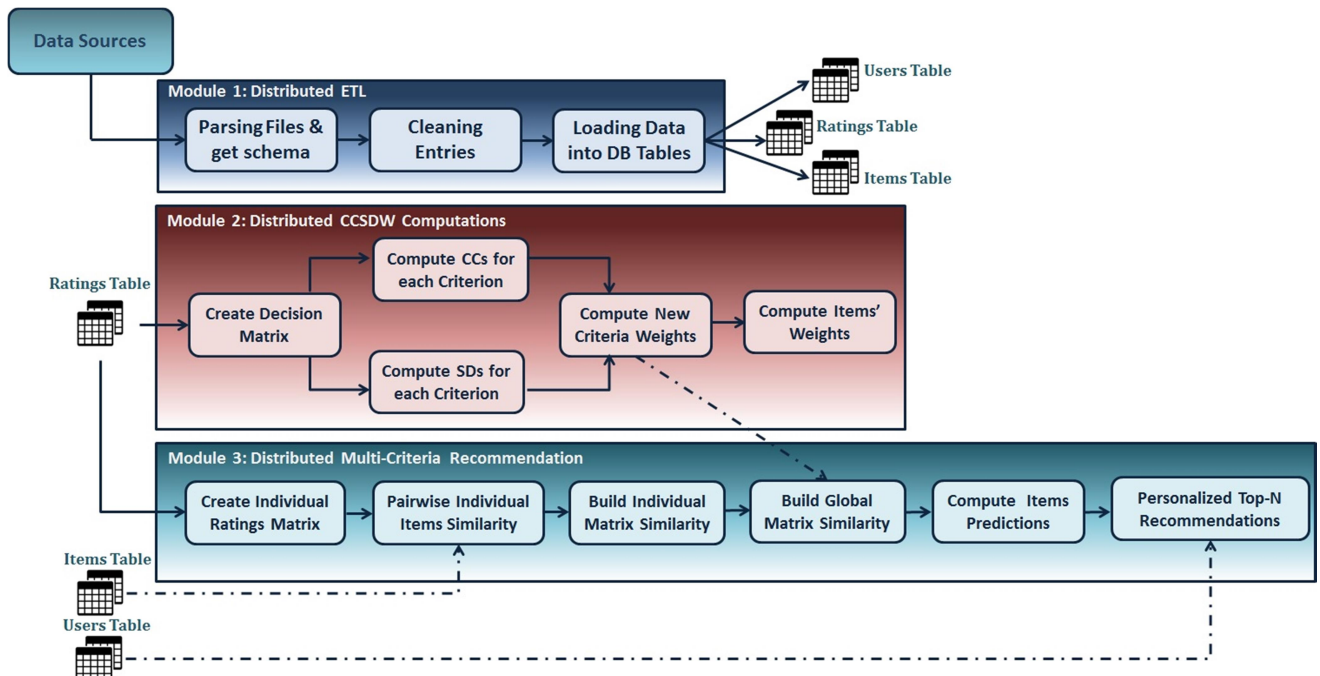 Data Sources
Module 1: Distributed ETL
Parsing Files &
get schema
Cleaning
Entries
Loading Data
into DB Tables
Users Table
Ratings Table
Items Table
Module 2: Distributed CCSDW Computations
Ratings Table
Create Decision
Matrix
Compute CCs for
each Criterion
Compute SDs for
each Criterion
Compute New
Criteria Weights
Compute Items'
Weights
Module 3: Distributed Multi-Criteria Recommendation
Create Individual
Ratings Matrix
Pairwise Individual
Items Similarity
Build Individual
Matrix Similarity
Build Global
Matrix Similarity
Compute Items
Predictions
Personalized Top-N
Recommendations
Items Table
Users Table